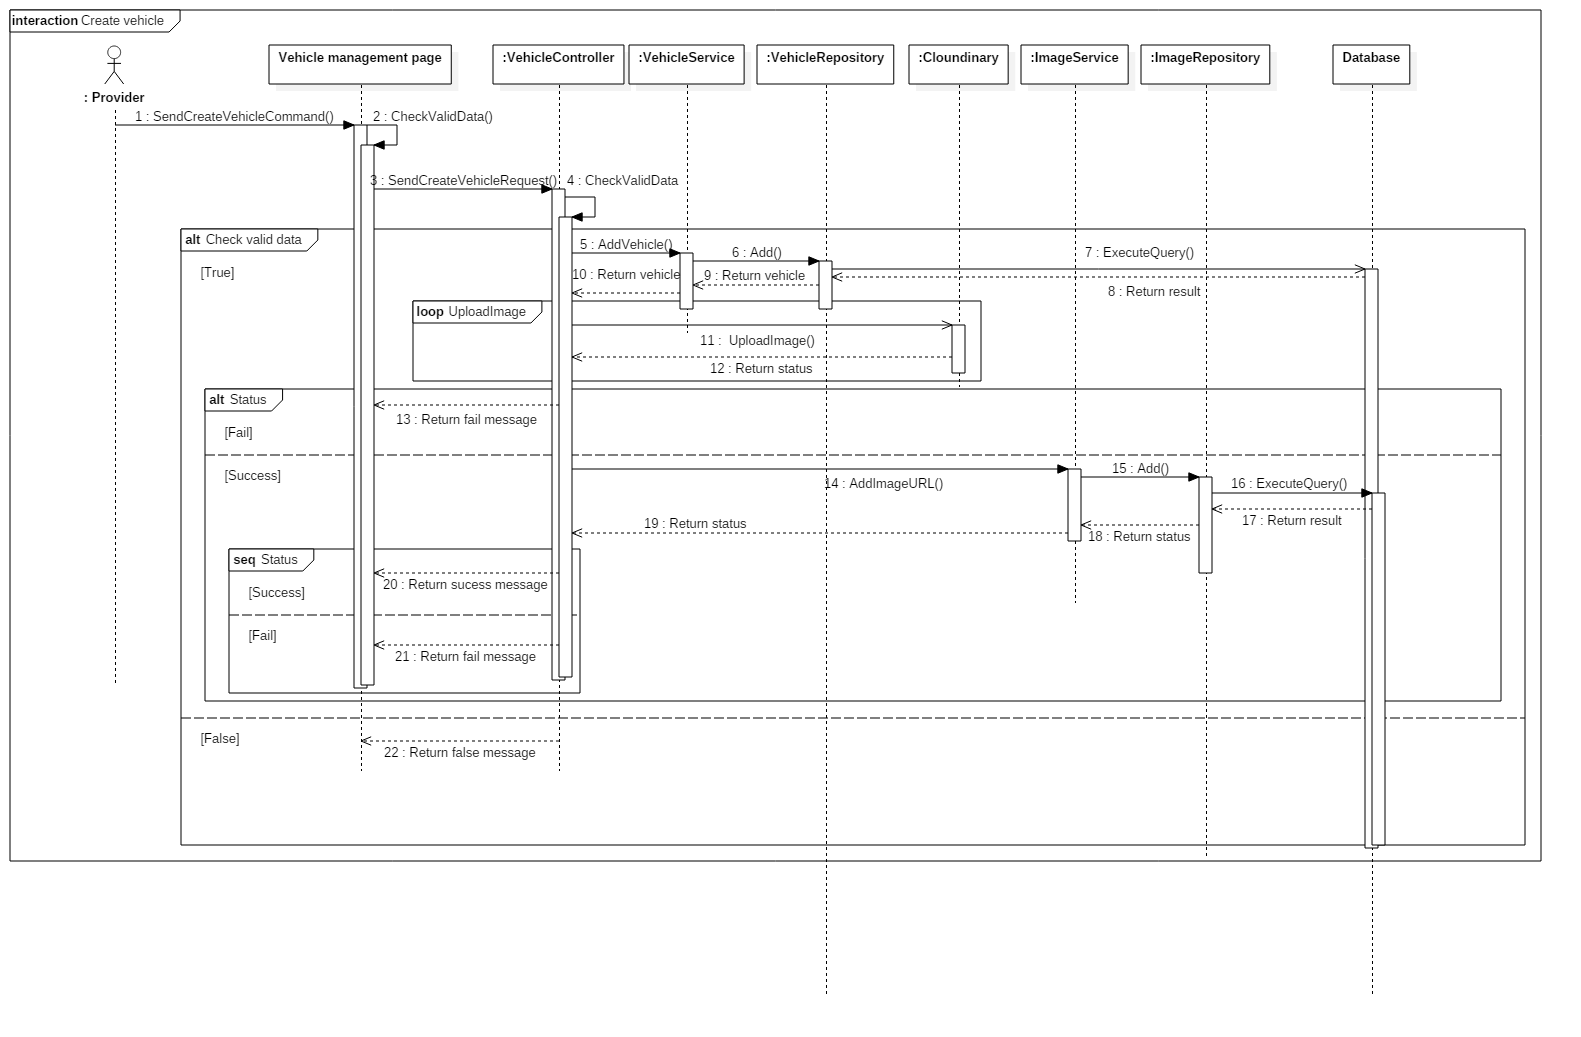 interaction Create vehicle
: Provider
Vehicle management page
:VehicleController
:VehicleService
:VehicleRepository
:Cloundinary
:ImageService
:ImageRepository
Database
1 : SendCreateVehicleCommand()
2 : CheckValidData()
3 : SendCreateVehicleRequest()
4 : CheckValidData
alt Check valid data
[True]
5 : AddVehicle()
6 : Add()
7 : ExecuteQuery()
8 : Return result
9 : Return vehicle
10 : Return vehicle
loop UploadImage
11 : UploadImage()
12 : Return status
alt Status
13 : Return fail message
[Fail]
[Success]
14 : AddImageURL()
15 : Add()
16 : ExecuteQuery()
17 : Return result
18 : Return status
19 : Return status
seq Status
20 : Return sucess message
[Success]
[Fail]
21 : Return fail message
[False]
22 : Return false message